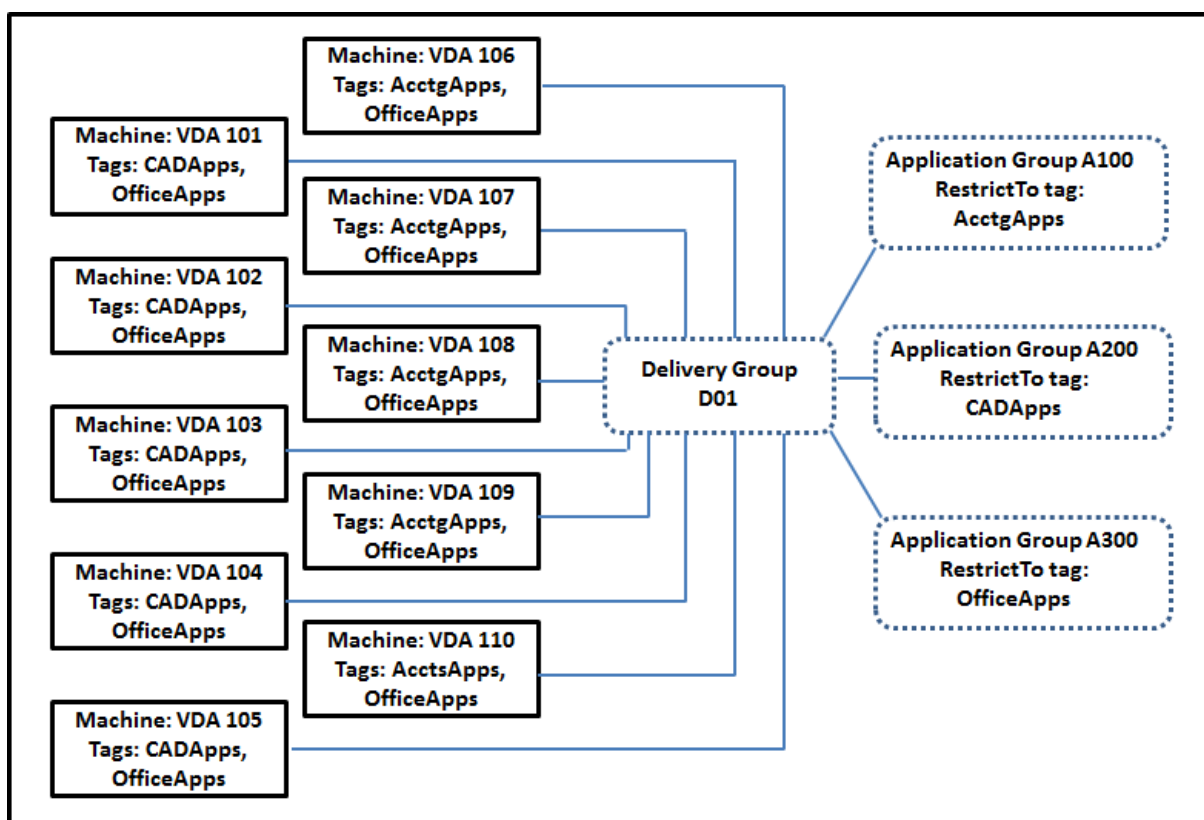 Machine: VDA 106
Tags: AcctgApps,
OfficeApps
Machine: VDA 101
Tags: CADApps,
OfficeApps
Machine: VDA 107
Tags: AcctgApps,
OfficeApps
Machine: VDA 102
Tags: CADApps,
OfficeApps
Machine: VDA 108
Tags: AcctgApps,
OfficeApps
Machine: VDA 103
Tags: CADApps,
OfficeApps
Machine: VDA 109
Tags: AcctgApps,
OfficeApps
Machine: VDA 104
Tags: CADApps,
OfficeApps
Machine: VDA 110
Tags: AcctsApps,
OfficeApps
Machine: VDA 105
Tags: CADApps,
OfficeApps
Delivery Group
D01
Application Group A100
RestrictTo tag:
AcctgApps
Application Group A200
RestrictTo tag:
CADApps
Application Group A300
RestrictTo tag:
OfficeApps